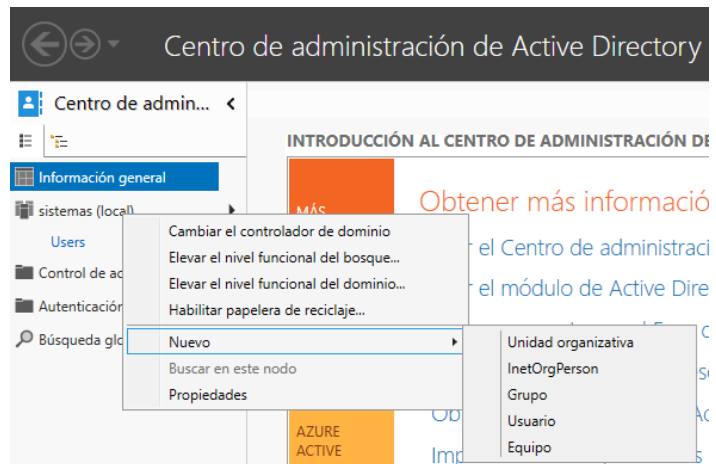 Centro de administración de Active Directory
Centro de admin...
INTRODUCCIÓN AL CENTRO DE ADMINISTRACIÓN DE
Información general
sistemas (local)
Users
Control de ac
Autenticación
Búsqueda glo
Cambiar el controlador de dominio
Elevar el nivel funcional del bosque...
Elevar el nivel funcional del dominio...
Habilitar papelera de reciclaje...
Nuevo
Buscar en este nodo
Propiedades
Unidad organizativa
InetOrgPerson
Grupo
Usuario
Equipo
MÁS
Obtener más informació
el Centro de administraci
el módulo de Active Dire
AZURE
ACTIVE